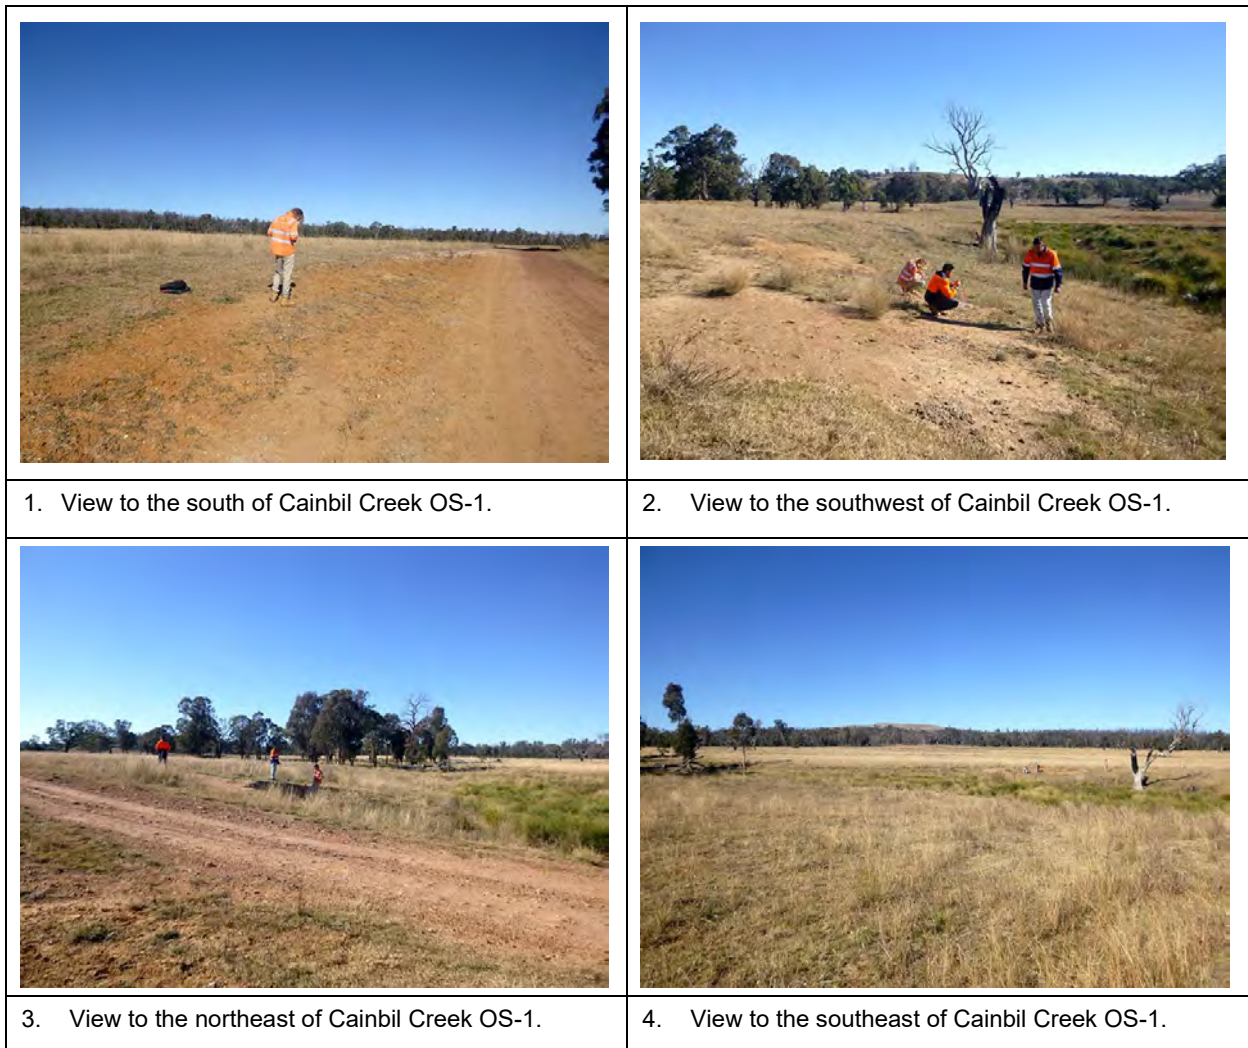 1. View to the south of Cainbil Creek OS-1.
2. View to the southwest of Cainbil Creek OS-1.
3. View to the northeast of Cainbil Creek OS-1.
4. View to the southeast of Cainbil Creek OS-1.